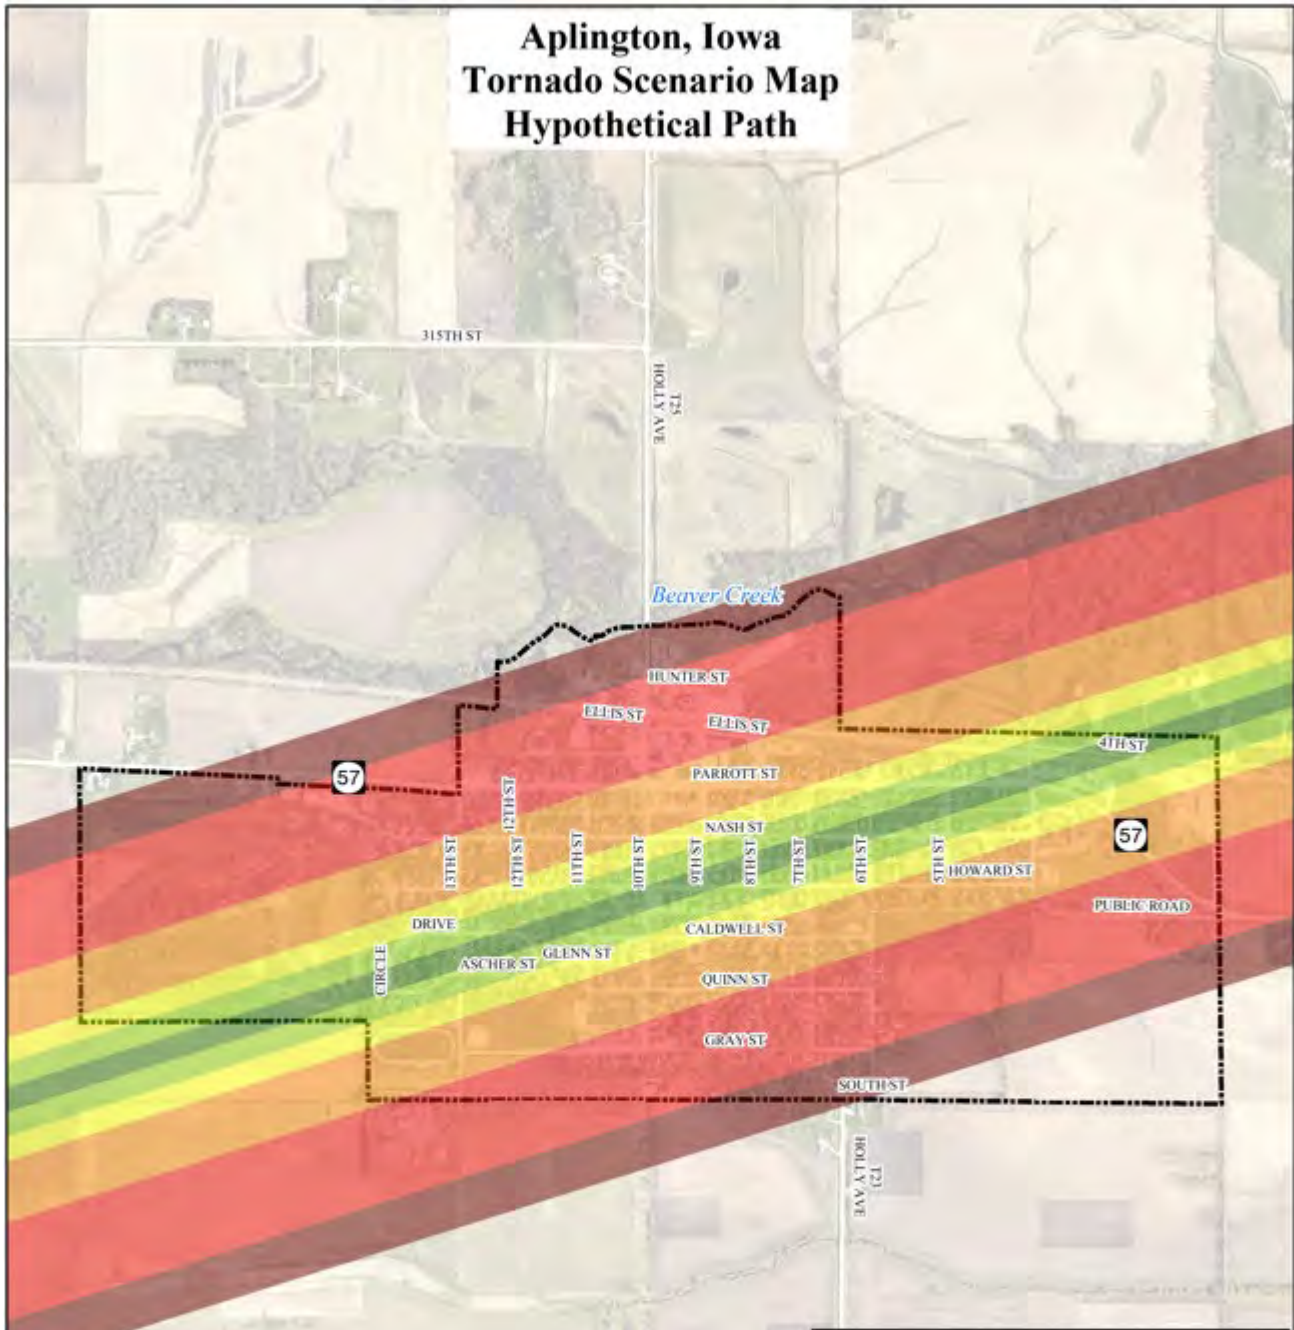 Aplington, Iowa
Tornado Scenario Map
Hypothetical Path
315TH ST
T25
HOLLY AVE
Beaver Creek
HUNTER ST
ELLIS ST
ELLIS ST
4TH ST
57
PARROTT ST
12TH ST
NASH ST
57
13TH ST
12TH ST
11TH ST
10TH ST
9TH ST
8TH ST
7TH ST
6TH ST
5TH ST
HOWARD ST
PUBLIC ROAD
DRIVE
CALDWELL ST
GLENN ST
ASCHER ST
CIRCLE
QUINN ST
GRAY ST
SOUTH ST
HOLLY AVE